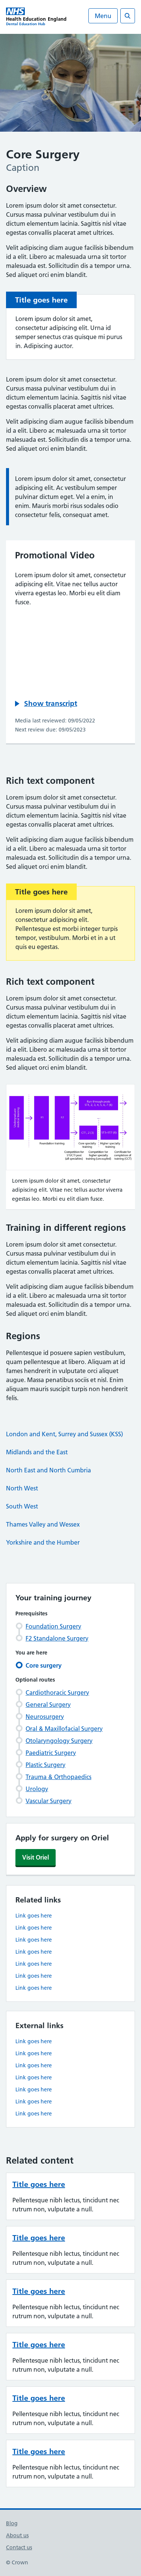 NHS
Health Education England
Dental Education Hub
Menu
Core Surgery
Caption
Overview
Lorem ipsum dolor sit amet consectetur.
Cursus massa pulvinar vestibulum dui in
dictum elementum lacinia. Sagittis nisl vitae
egestas convallis placerat amet ultrices.
Velit adipiscing diam augue facilisis bibendum
a id elit. Libero ac malesuada urna sit tortor
malesuada est. Sollicitudin da a tempor urna.
Sed aliquat orci enim blandit.
Title goes here
Lorem ipsum dolor sit amet,
consectetur adipiscing elit. Urna id
semper senectus cras quisque mi purus
in. Adipiscing auctor.
Lorem ipsum dolor sit amet consectetur.
Cursus massa pulvinar vestibulum dui in
dictum elementum lacinia. Sagittis nisl vitae
egestas convallis placerat amet ultrices.
Velit adipiscing diam augue facilisis bibendum
a id elit. Libero ac malesuada urna sit tortor
malesuada est. Sollicitudin da a tempor urna.
Sed aliquat orci enim blandit.
Lorem ipsum dolor sit amet, consectetur
adipiscing elit. Ac vestibulum semper
pulvinar dictum eget. Vel a enim, in
enim. Mauris morbi risus sodales odio
consectetur felis, consequat amet.
Promotional Video
Lorem ipsum dolor sit amet, consectetur
adipiscing elit. Vitae nec tellus auctor
viverra egestas leo. Morbi eu elit diam
fusce.
Show transcript
Media last reviewed: 09/05/2022
Next review due: 09/05/2023
Rich text component
Lorem ipsum dolor sit amet consectetur.
Cursus massa pulvinar vestibulum dui in
dictum elementum lacinia. Sagittis nisl vitae
egestas convallis placerat amet ultrices.
Velit adipiscing diam augue facilisis bibendum
a id elit. Libero ac malesuada urna sit tortor
malesuada est. Sollicitudin da a tempor urna.
Sed aliquat orci enim blandit.
Title goes here
Lorem ipsum dolor sit amet,
consectetur adipiscing elit.
Pellentesque est morbi integer turpis
tempor, vestibulum. Morbi et in a ut
quis eu egestas.
Rich text component
Lorem ipsum dolor sit amet consectetur.
Cursus massa pulvinar vestibulum dui in
dictum elementum lacinia. Sagittis nisl vitae
egestas convallis placerat amet ultrices.
Velit adipiscing diam augue facilisis bibendum
a id elit. Libero ac malesuada urna sit tortor
malesuada est. Sollicitudin da a tempor urna.
Sed aliquat orci enim blandit.
Lorem ipsum dolor sit amet, consectetur
adipiscing elit. Vitae nec tellus auctor viverra
egestas leo. Morbi eu elit diam fusce.
Training in different regions
Lorem ipsum dolor sit amet consectetur.
Cursus massa pulvinar vestibulum dui in
dictum elementum lacinia. Sagittis nisl vitae
egestas convallis placerat amet ultrices.
Velit adipiscing diam augue facilisis bibendum
a id elit. Libero ac malesuada urna sit tortor
malesuada est. Sollicitudin da a tempor urna.
Sed aliquat orci enim blandit.
Regions
Pellentesque id posuere sapien vestibulum,
quam pellentesque at libero. Aliquam at id
hendrerit in vulputate orci aliquet
augue. Massa penatibus sociis et nisl. Enim
aliquam mauris suscipit turpis non hendrerit
felis.
London and Kent, Surrey and Sussex (KSS)
Midlands and the East
North East and North Cumbria
North West
South West
Thames Valley and Wessex
Yorkshire and the Humber
Your training journey
Prerequisites
Foundation Surgery
F2 Standalone Surgery
You are here
Core surgery
Optional routes
Cardiothoracic Surgery
General Surgery
Neurosurgery
Oral & Maxillofacial Surgery
Otolaryngology Surgery
Paediatric Surgery
Plastic Surgery
Trauma & Orthopaedics
Urology
Vascular Surgery
Apply for surgery on Oriel
Visit Oriel
Related links
Link goes here
Link goes here
Link goes here
Link goes here
Link goes here
Link goes here
Link goes here
External links
Link goes here
Link goes here
Link goes here
Link goes here
Link goes here
Link goes here
Link goes here
Related content
Title goes here
Pellentesque nibh lectus, tincidunt nec
rutrum non, vulputate a null.
Title goes here
Pellentesque nibh lectus, tincidunt nec
rutrum non, vulputate a null.
Title goes here
Pellentesque nibh lectus, tincidunt nec
rutrum non, vulputate a null.
Title goes here
Pellentesque nibh lectus, tincidunt nec
rutrum non, vulputate a null.
Title goes here
Pellentesque nibh lectus, tincidunt nec
rutrum non, vulputate a null.
Title goes here
Pellentesque nibh lectus, tincidunt nec
rutrum non, vulputate a null.
Blog
About us
Contact us
© Crown